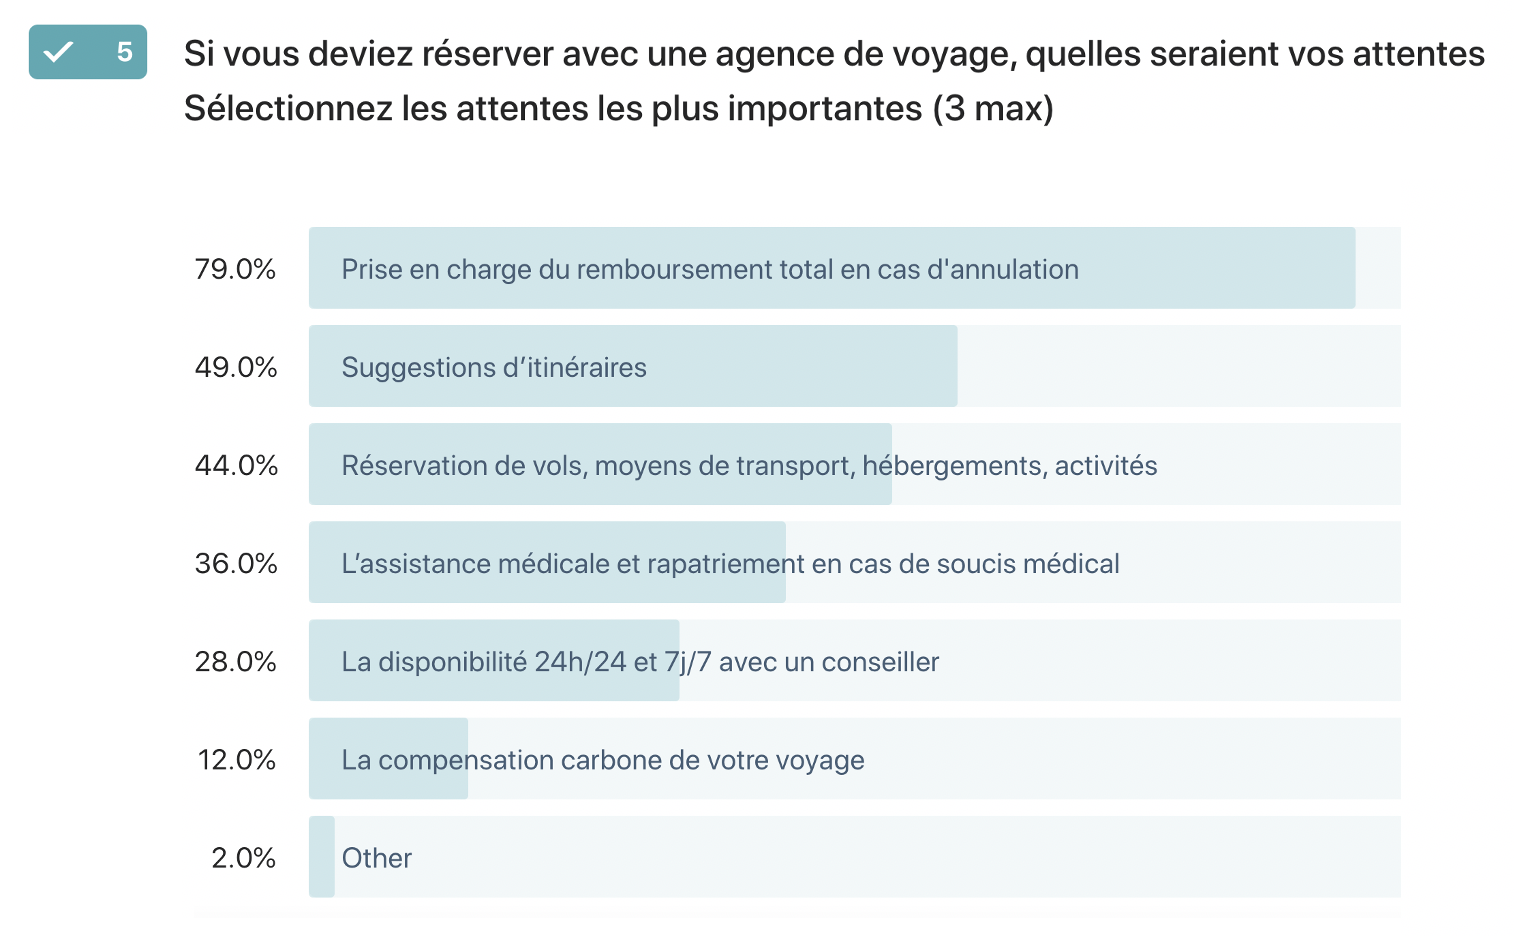 5
Si vous deviez réserver avec une agence de voyage, quelles seraient vos attentes
Sélectionnez les attentes les plus importantes (3 max)
79.0% Prise en charge du remboursement total en cas d'annulation
49.0% Suggestions d’itinéraires
44.0% Réservation de vols, moyens de transport, hébergements, activités
36.0% L’assistance médicale et rapatriement en cas de soucis médical
28.0% La disponibilité 24h/24 et 7j/7 avec un conseiller
12.0% La compensation carbone de votre voyage
2.0% Other